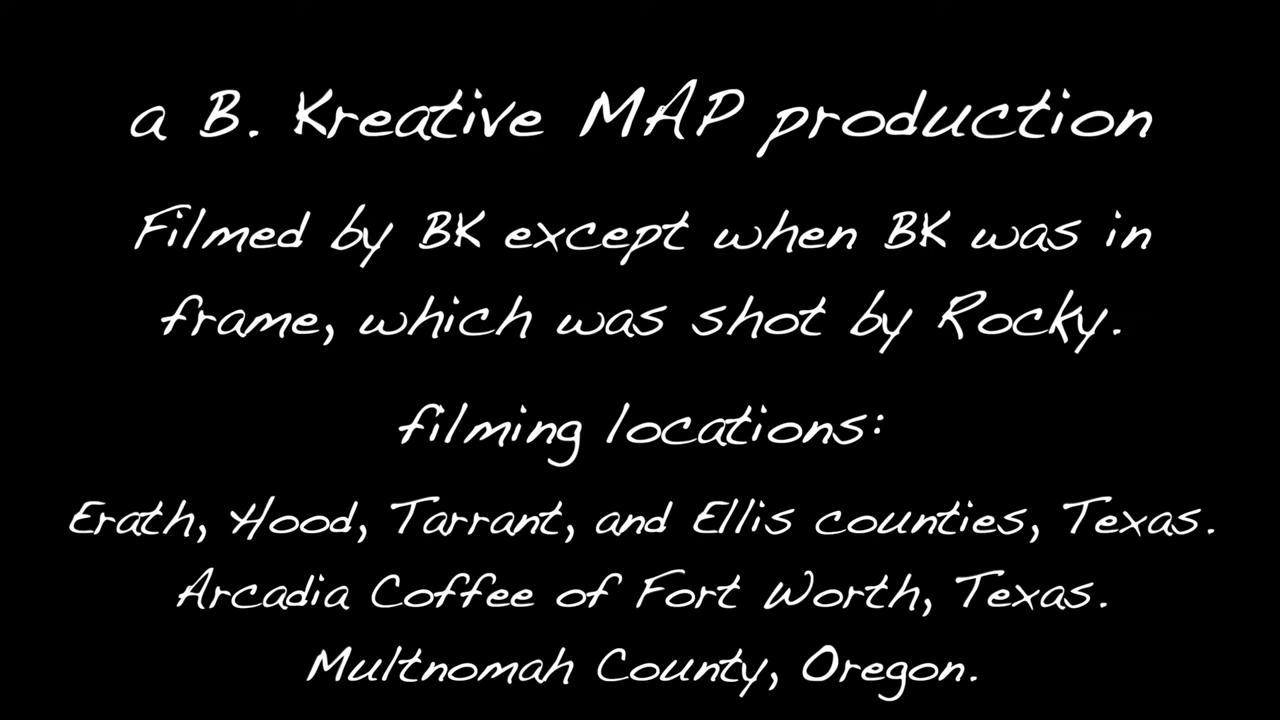 a B. Kreative MAP production
Filmed by BK except when BK was in
frame, which was shot by Rocky.
filming locations:
Erath, Hood, Tarrant, and Ellis counties, Texas.
Arcadia Coffee of Fort Worth, Texas.
Multnomah County, Oregon.